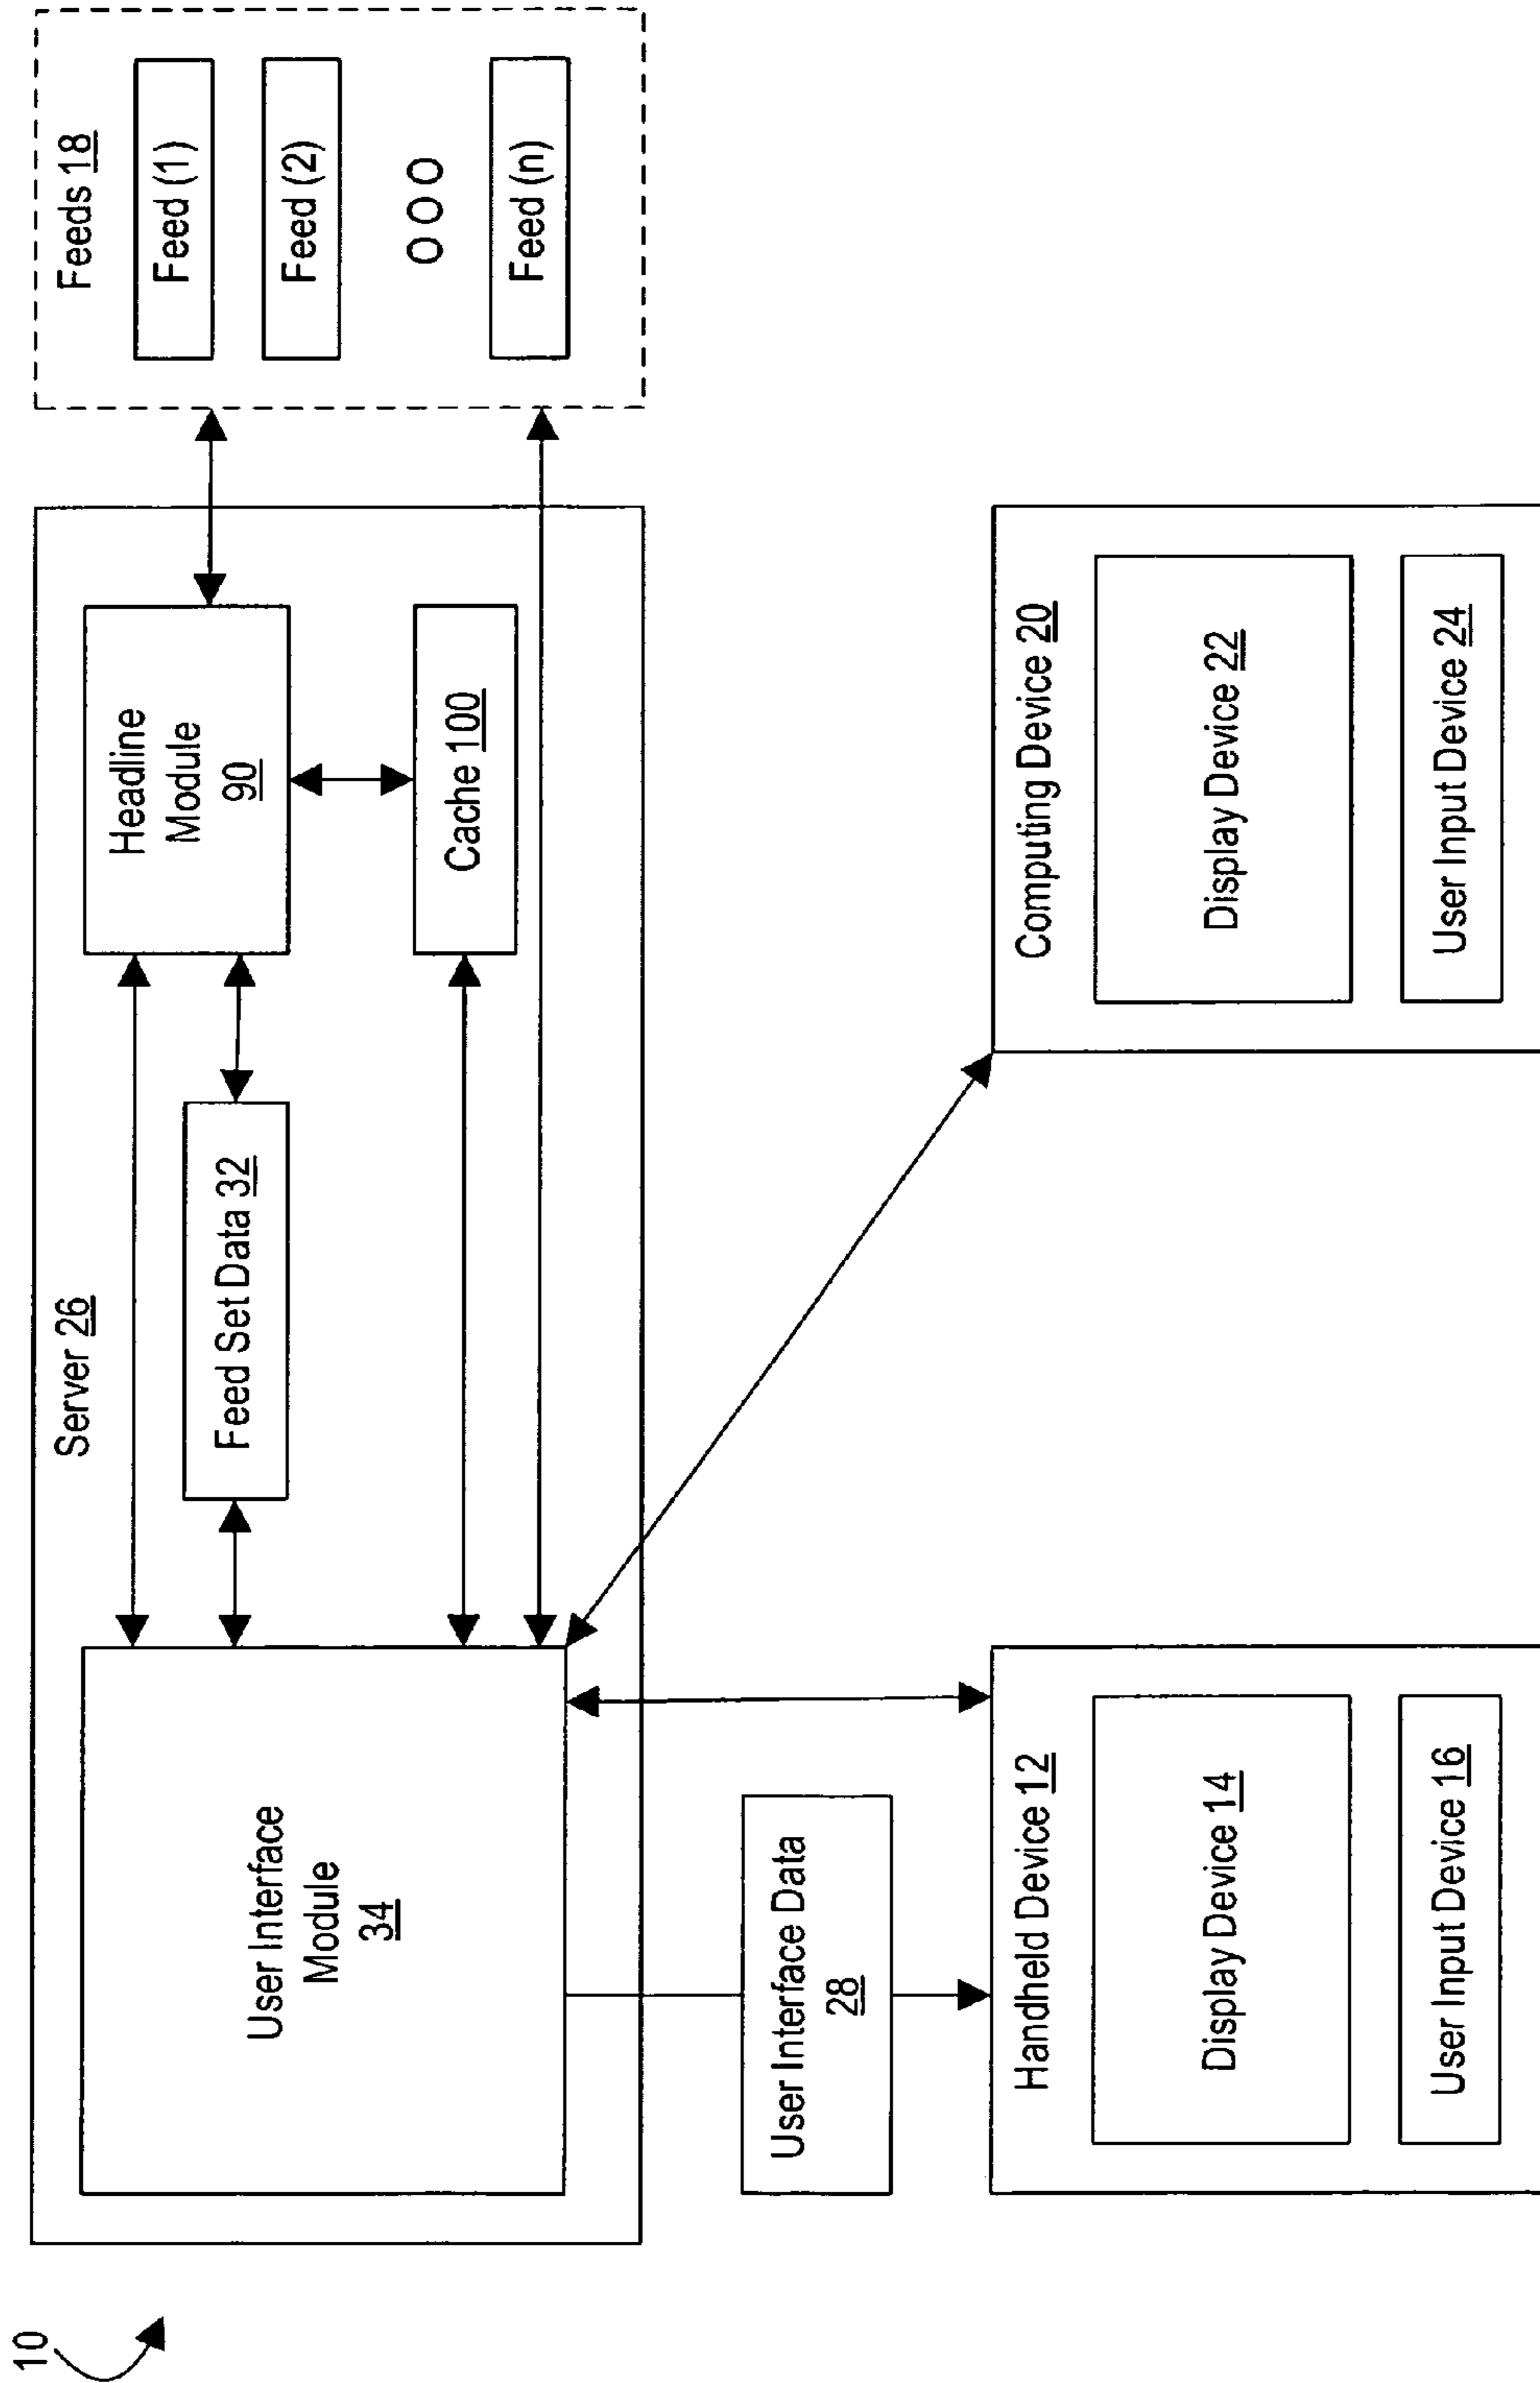 10
Server 26
User Interface
Module
34
Feed Set Data 32
Headline
Module
90
Cache 100
Feeds 18
Feed (1)
Feed (2)
Feed (n)
User Interface Data
28
Handheld Device 12
Display Device 14
User Input Device 16
Computing Device 20
Display Device 22
User Input Device 24